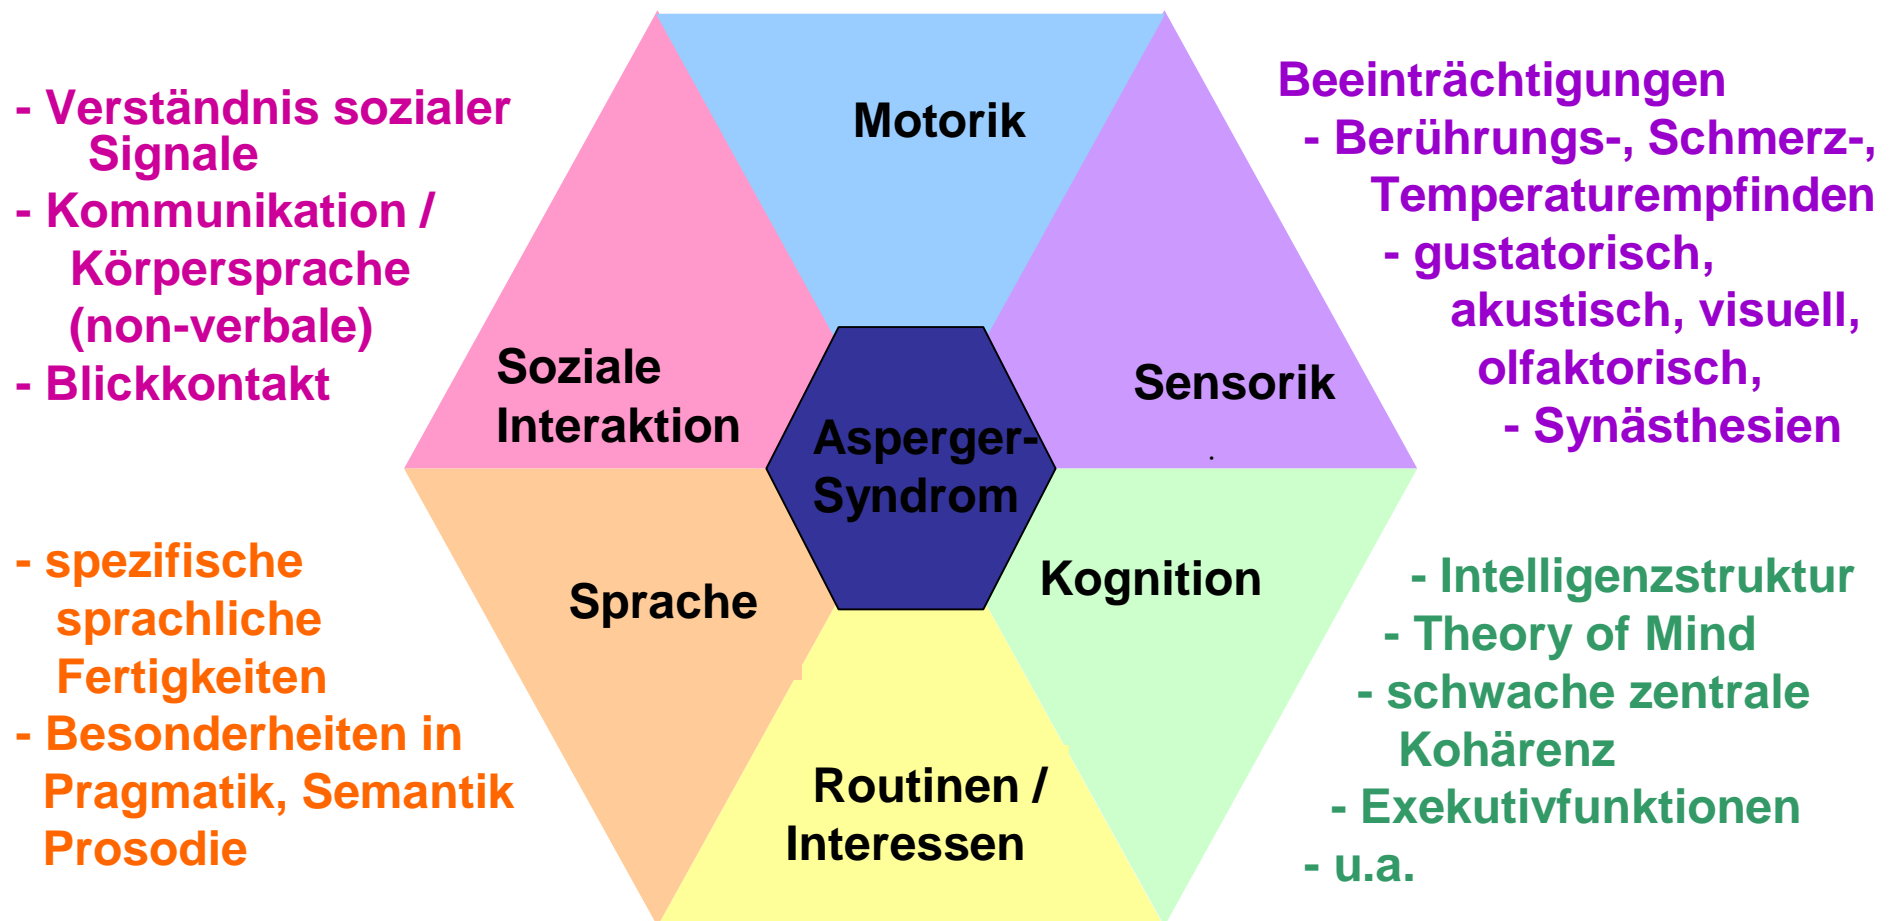 - Verständnis sozialer
Signale
- Kommunikation /
Körpersprache
(non-verbale)
- Blickkontakt
Motorik
Beeinträchtigungen
- Berührungs-, Schmerz-,
Temperaturempfinden
- gustatorisch,
akustisch, visuell,
olfaktorisch,
- Synästhesien
Soziale
Interaktion
Asperger-
Syndrom
Sensorik
.
- spezifische
sprachliche
Fertigkeiten
- Besonderheiten in
Pragmatik, Semantik
Prosodie
Sprache
Kognition
- Intelligenzstruktur
- Theory of Mind
- schwache zentrale
Kohärenz
- Exekutivfunktionen
- u.a.
Routinen /
Interessen